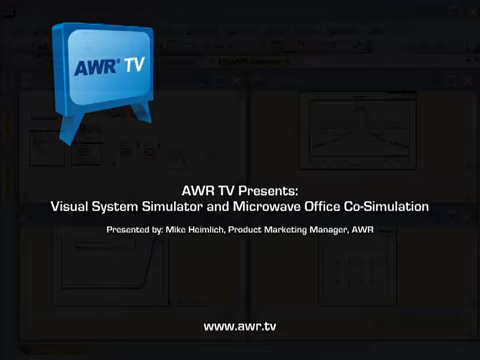 AWR® TV
AWR TV Presents:
Visual System Simulator and Microwave Office Co-Simulation
Presented by: Mike Heimlich, Product Marketing Manager, AWR
www.awr.tv